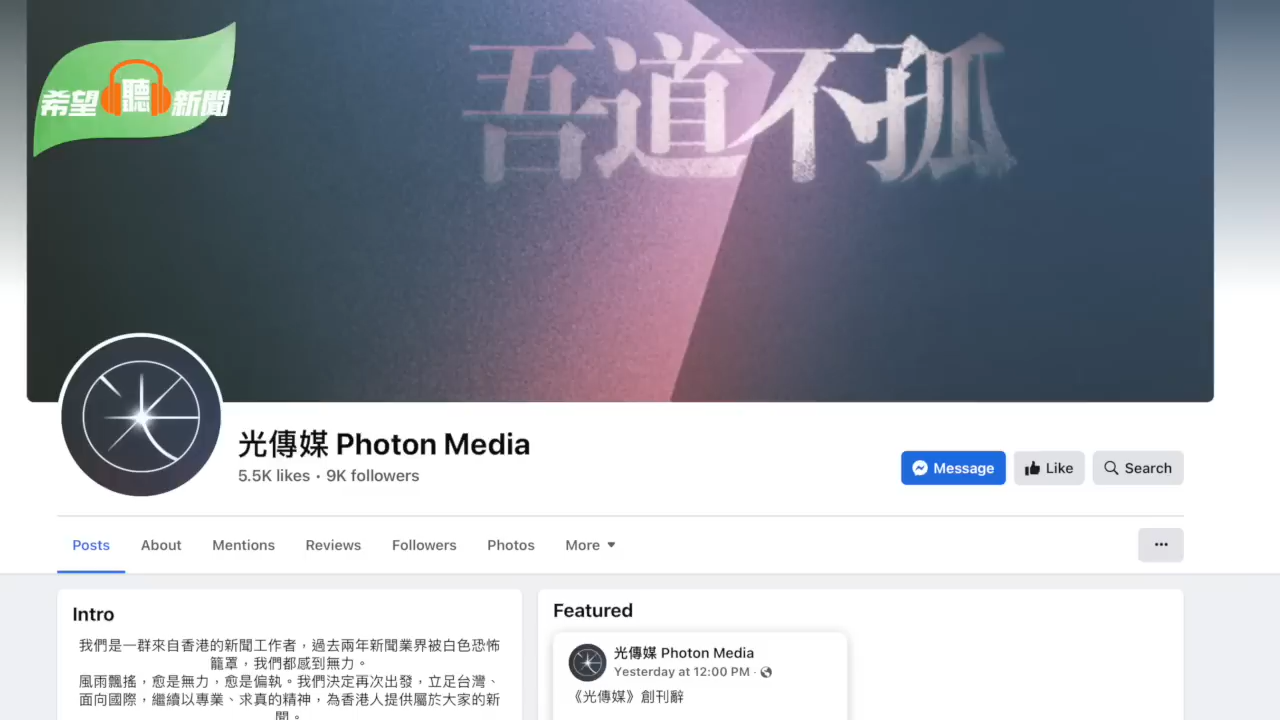 吾道不孤
希望聽新聞
光傳媒 Photon Media
5.5K likes • 9K followers
Message
Like
Search
Posts
About
Mentions
Reviews
Followers
Photos
More
Intro
我們是一群來自香港的新聞工作者，過去兩年新聞業界被白色恐怖
籠罩，我們都感到無力。
風雨飄搖，愈是無力，愈是偏執。我們決定再次出發，立足台灣、
面向國際，繼續以專業、求真的精神，為香港人提供屬於大家的新
聞。
Featured
光傳媒 Photon Media
Yesterday at 12:00 PM ·
《光傳媒》創刊辭